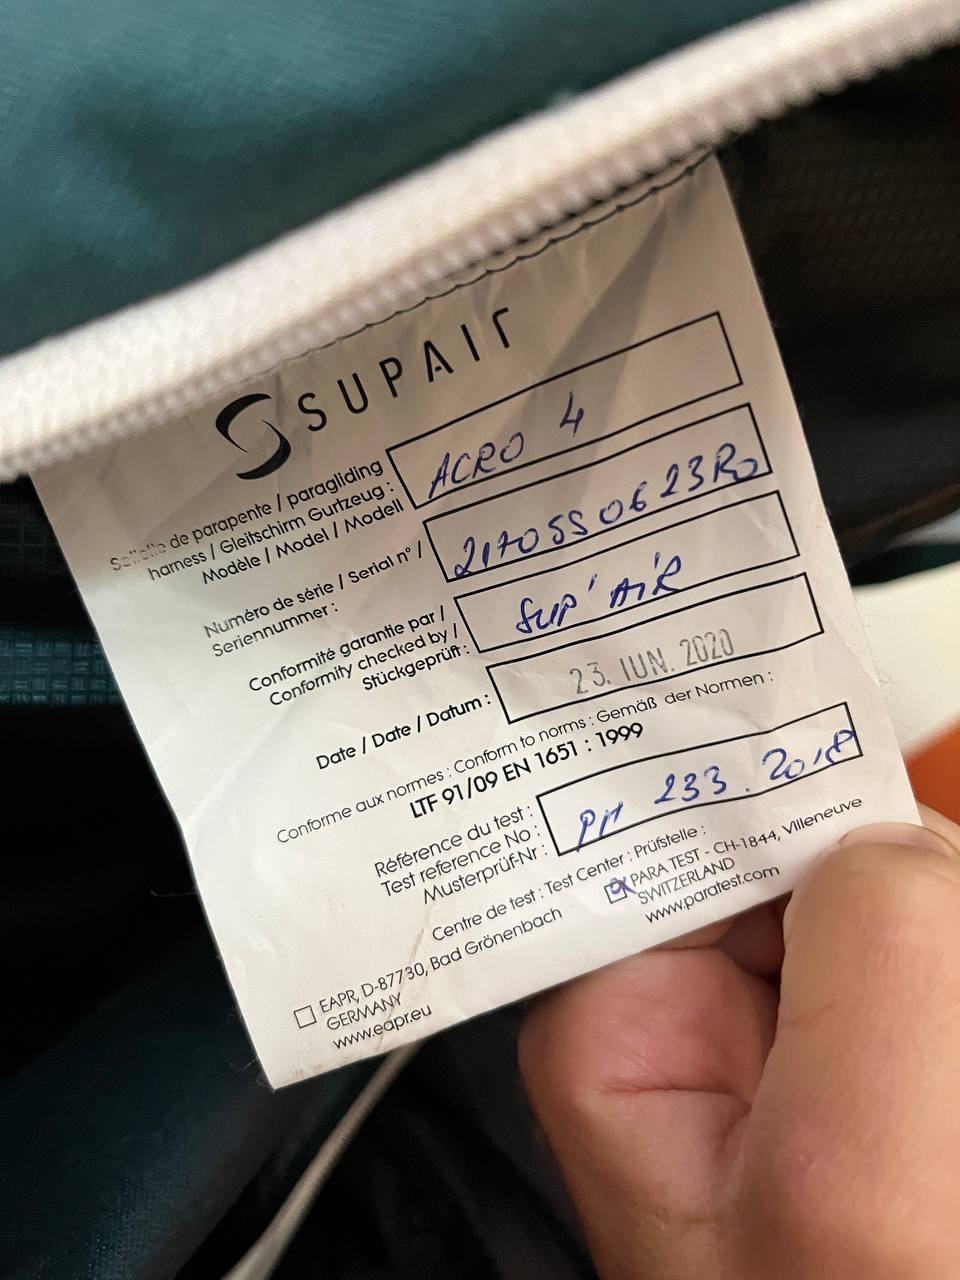 SUPAIR
Sellette de parapente / paragliding
harness / Gleitschirm Gurtzeug :
Modèle / Model / Modell
ACRO 4
Numéro de série / Serial n° /
Seriennummer :
Conformité garantie par /
Conformity checked by /
Stückgeprüft :
SUP'AIR
Date / Date / Datum :
23. IUN. 2020
Conforme aux normes : Conform to norms : Gemäß der Normen :
LTF 91/09 EN 1651 : 1999
Référence du test :
Test reference No :
Musterprüf-Nr :
PH 233. 2018
Centre de test : Test Center : Prüfstelle :
PARA TEST - CH-1844, Villeneuve
SWITZERLAND
www.paratest.com
EAPR, D-87730, Bad Grönenbach
GERMANY
www.eapr.eu